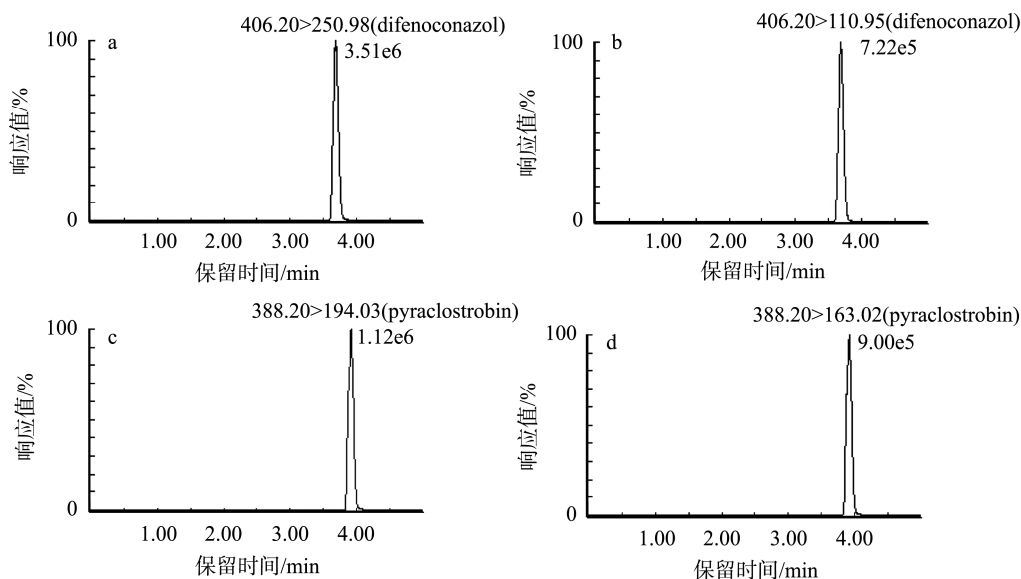 406.20>250.98(difenoconazol)
3.51e6
a
100
响应值/%
0
1.00 2.00 3.00 4.00
保留时间/min
406.20>110.95(difenoconazol)
7.22e5
b
100
响应值/%
0
1.00 2.00 3.00 4.00
保留时间/min
388.20>194.03(pyraclostrobin)
1.12e6
c
100
响应值/%
0
1.00 2.00 3.00 4.00
保留时间/min
388.20>163.02(pyraclostrobin)
9.00e5
d
100
响应值/%
0
1.00 2.00 3.00 4.00
保留时间/min